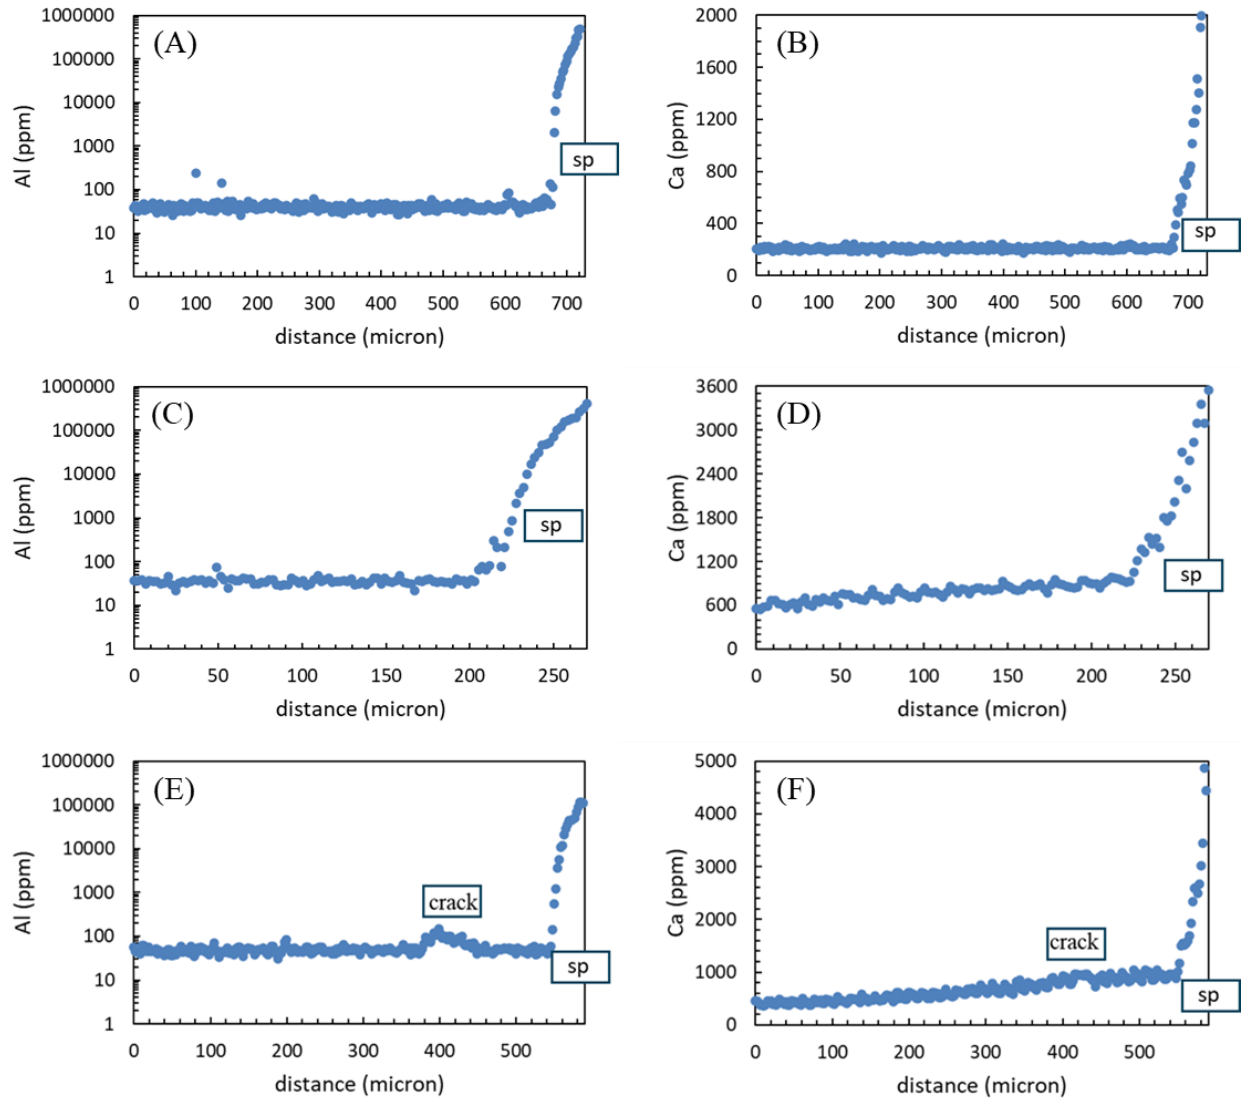 (A)
Al (ppm)
1000000
100000
10000
1000
100
10
1
sp
0 100 200 300 400 500 600 700
distance (micron)
(B)
Ca (ppm)
2000
1600
1200
800
400
0
sp
0 100 200 300 400 500 600 700
distance (micron)
(C)
Al (ppm)
1000000
100000
10000
1000
100
10
1
sp
0 50 100 150 200 250
distance (micron)
(D)
Ca (ppm)
3600
3000
2400
1800
1200
600
0
sp
0 50 100 150 200 250
distance (micron)
(E)
Al (ppm)
1000000
100000
10000
1000
100
10
1
crack
sp
0 100 200 300 400 500
distance (micron)
(F)
Ca (ppm)
5000
4000
3000
2000
1000
0
crack
sp
0 100 200 300 400 500
distance (micron)